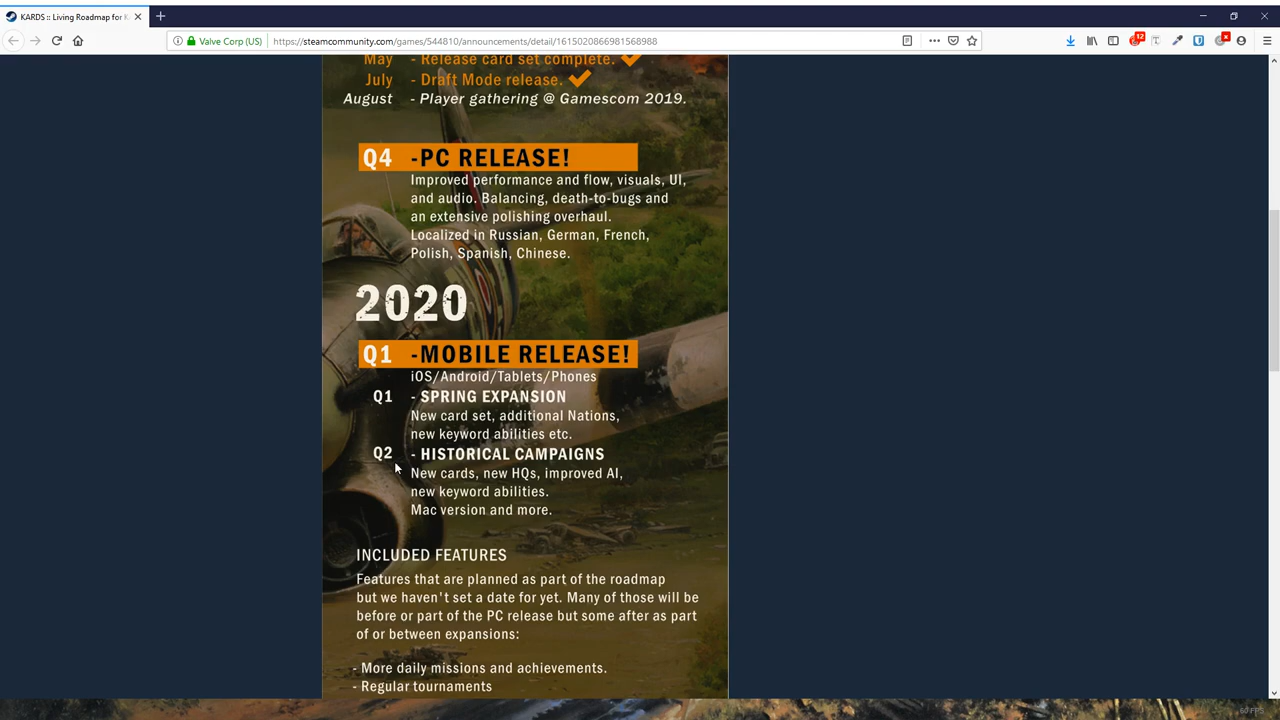 KARDS :: Living Roadmap for K
Valve Corp (US)
https://steamcommunity.com/games/544810/announcements/detail/1615020866981568988
12
May - Release card set complete.
July - Draft Mode release.
August - Player gathering @ Gamescom 2019.
Q4 -PC RELEASE!
Improved performance and flow, visuals, UI,
and audio. Balancing, death-to-bugs and
an extensive polishing overhaul.
Localized in Russian, German, French,
Polish, Spanish, Chinese.
2020
Q1 -MOBILE RELEASE!
iOS/Android/Tablets/Phones
Q1 - SPRING EXPANSION
New card set, additional Nations,
new keyword abilities etc.
Q2 - HISTORICAL CAMPAIGNS
New cards, new HQs, improved AI,
new keyword abilities.
Mac version and more.
INCLUDED FEATURES
Features that are planned as part of the roadmap
but we haven't set a date for yet. Many of those will be
before or part of the PC release but some after as part
of or between expansions:
- More daily missions and achievements.
- Regular tournaments
60 FPS